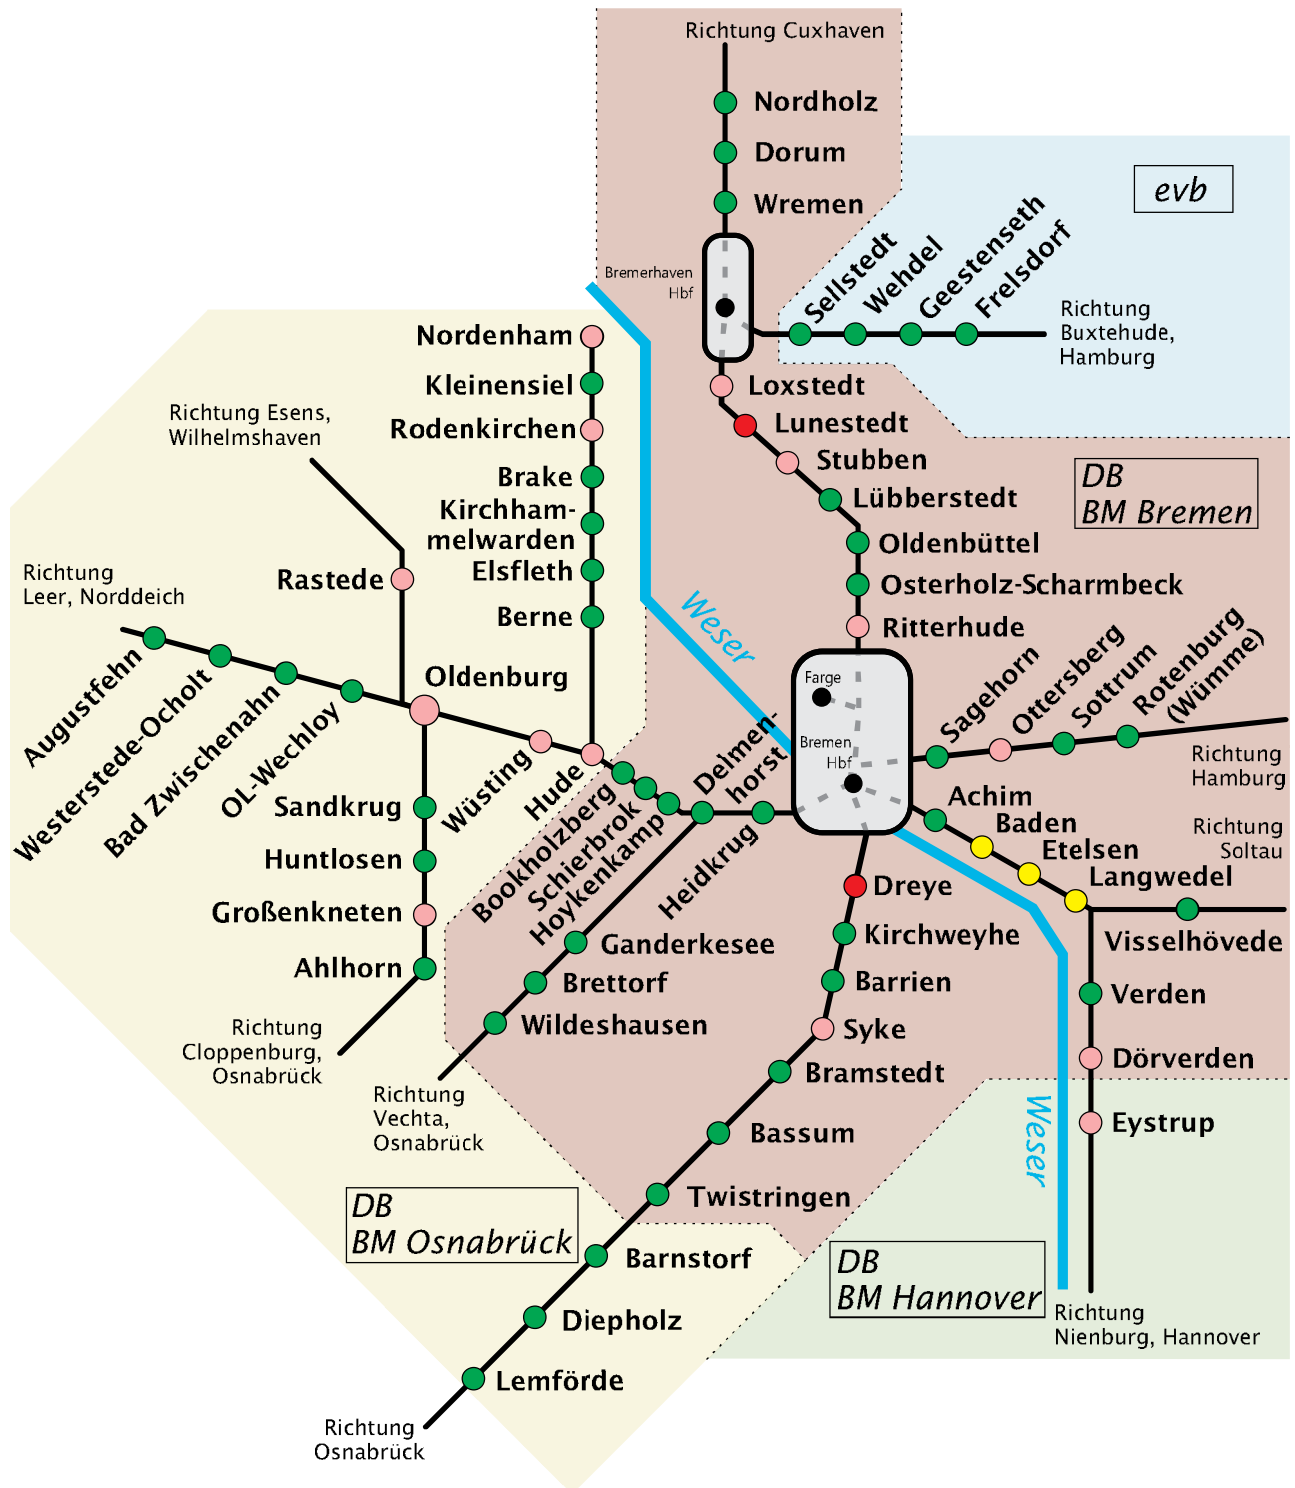 Richtung Cuxhaven
Nordholz
Dorum
Wremen
evb
Bremerhaven
Hbf
Sellstedt
Wehdel
Geestenseth
Frelsdorf
Richtung
Buxtehude,
Hamburg
Nordenham
Kleinensiel
Rodenkirchen
Brake
Kirchham-
melwarden
Elsfleth
Berne
Richtung Esens,
Wilhelmshaven
Rastede
Richtung
Leer, Norddeich
Loxstedt
Lunestedt
Stubben
Lübberstedt
Oldenbüttel
Osterholz-Scharmbeck
Ritterhude
DB
BM Bremen
Weser
Oldenburg
Augustfehn
Westerstede-Ocholt
Bad Zwischenahn
OL-Wechloy
Wüsting
Hude
Bookholzberg
Schierbrok
Hoykenkamp
Delmen-
horst
Heidkrug
Farge
Bremen
Hbf
Sagehorn
Ottersberg
Sottrum
Rotenburg
(Wümme)
Richtung
Hamburg
Sandkrug
Huntlosen
Großenkneten
Ahlhorn
Richtung
Cloppenburg,
Osnabrück
Achim
Baden
Etelsen
Langwedel
Richtung
Soltau
Visselhövede
Verden
Dörverden
Eystrup
Dreye
Kirchweyhe
Barrien
Syke
Bramstedt
Bassum
Twistringen
Barnstorf
Diepholz
Lemförde
Ganderkesee
Brettorf
Wildeshausen
Richtung
Vechta,
Osnabrück
Weser
DB
BM Osnabrück
DB
BM Hannover
Richtung
Nienburg, Hannover
Richtung
Osnabrück